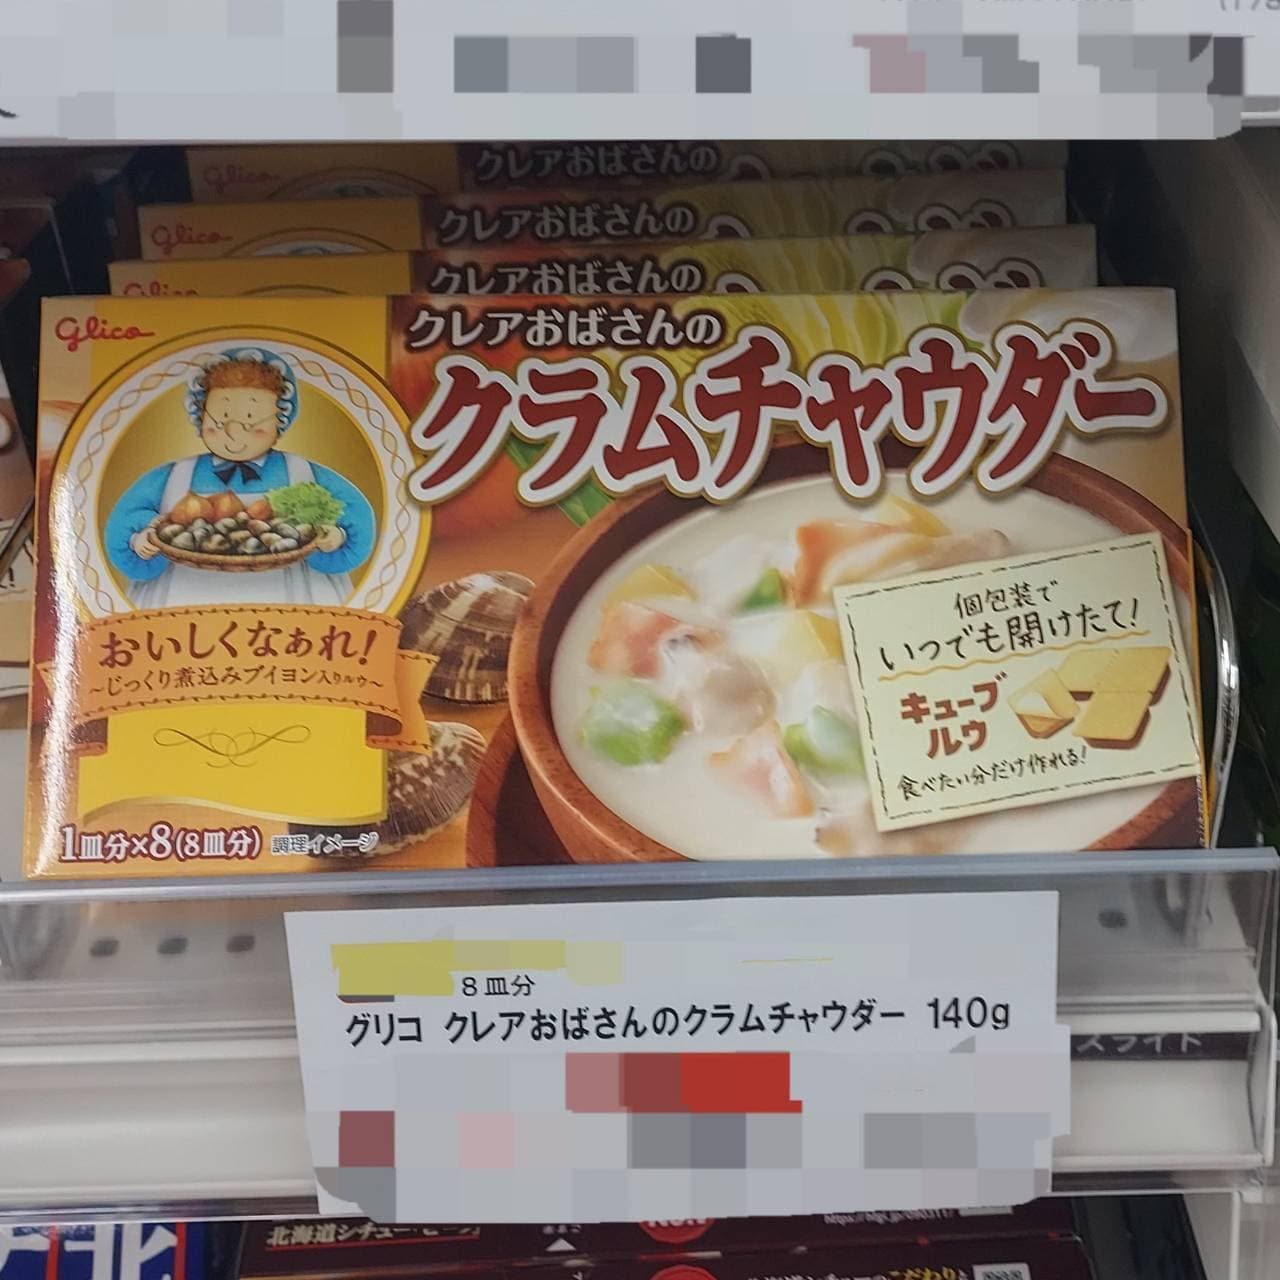 Glico
クレアおばさんの
Glico
クレアおばさんの
Glico
クレアおばさんの
Glico
クレアおばさんの
クラムチャウダー
おいしくなぁれ!
~じっくり煮込みブイヨン入りルウ~
個包装で
いつでも開けたて!
キューブ
ルウ
食べたい分だけ作れる!
1皿分×8(8皿分) 調理イメージ
8皿分
グリコ クレアおばさんのクラムチャウダー 140g
スライト
北海道シチュー